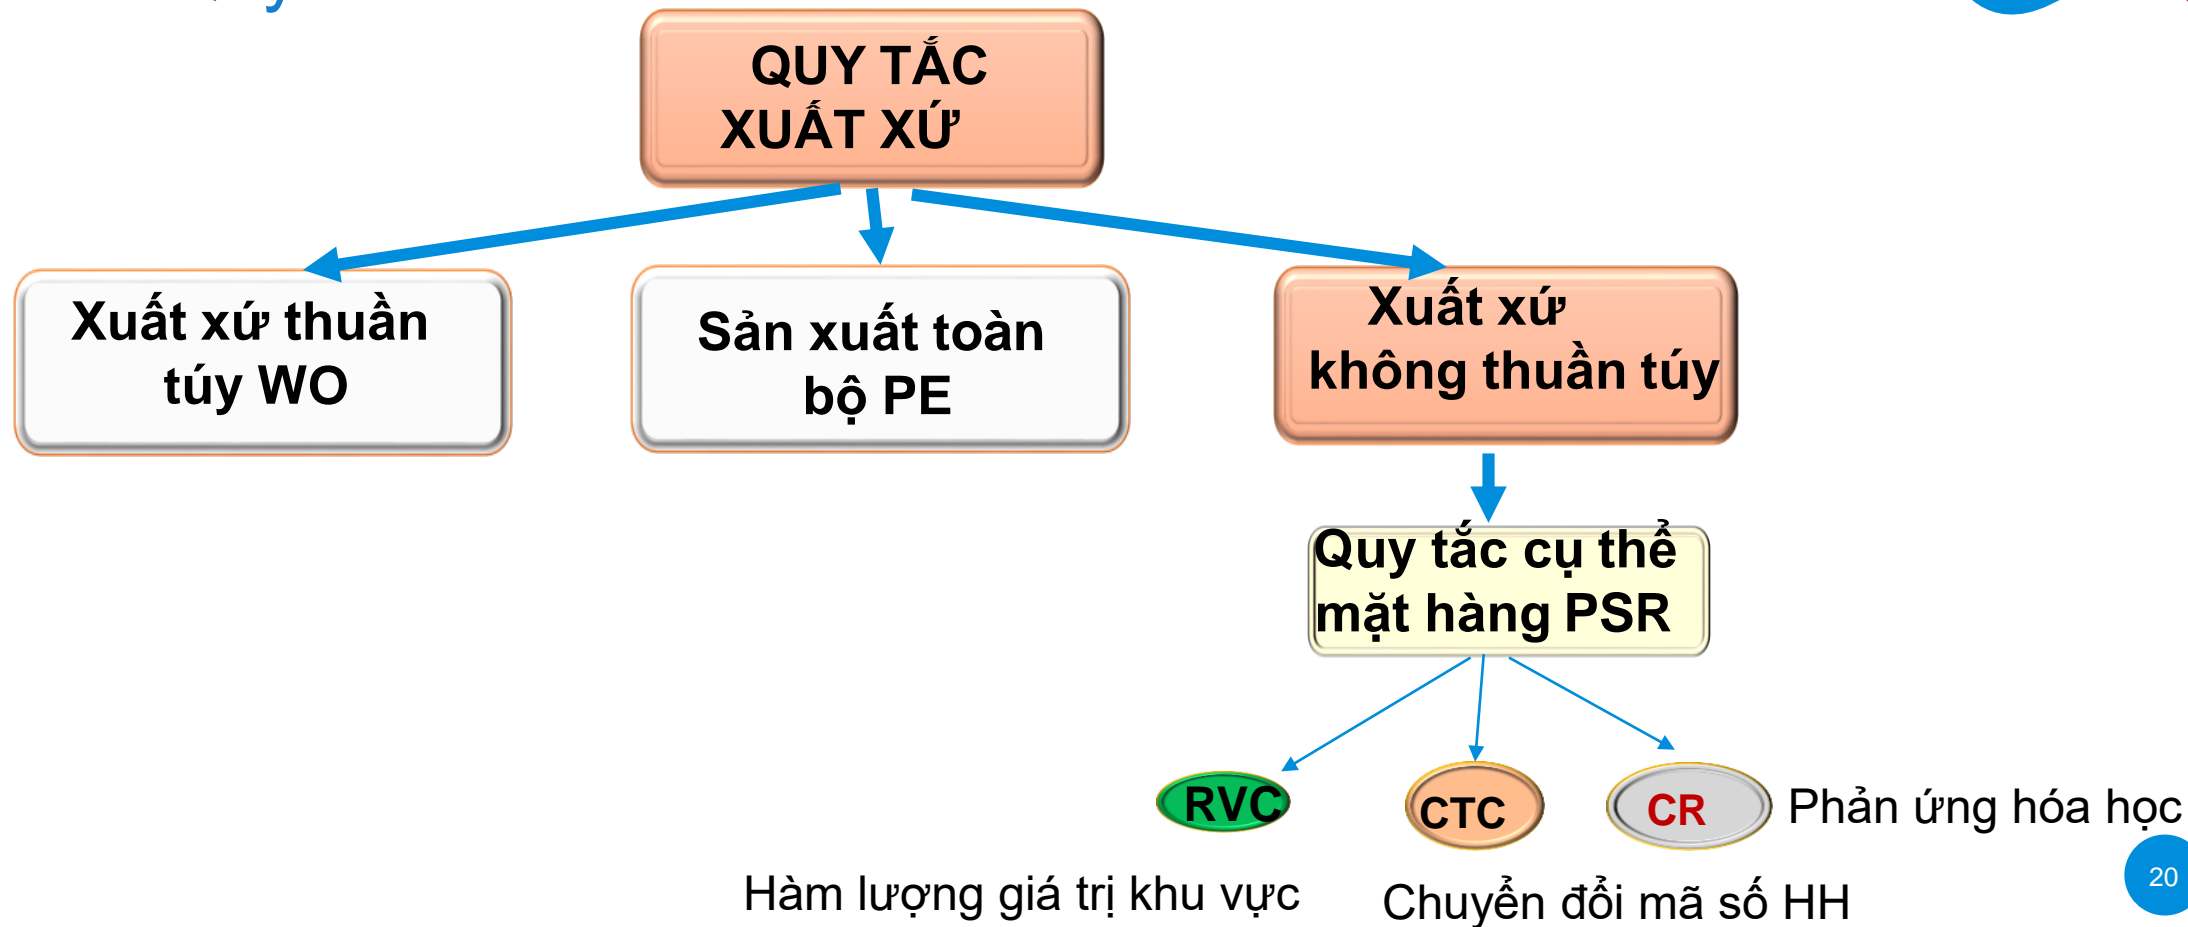 QUY TẮC
XUẤT XỨ
Xuất xứ thuần
túy WO
Sản xuất toàn
bộ PE
Xuất xứ
không thuần túy
Quy tắc cụ thể
mặt hàng PSR
RVC
CTC
CR
Phản ứng hóa học
Hàm lượng giá trị khu vực
Chuyển đổi mã số HH
20